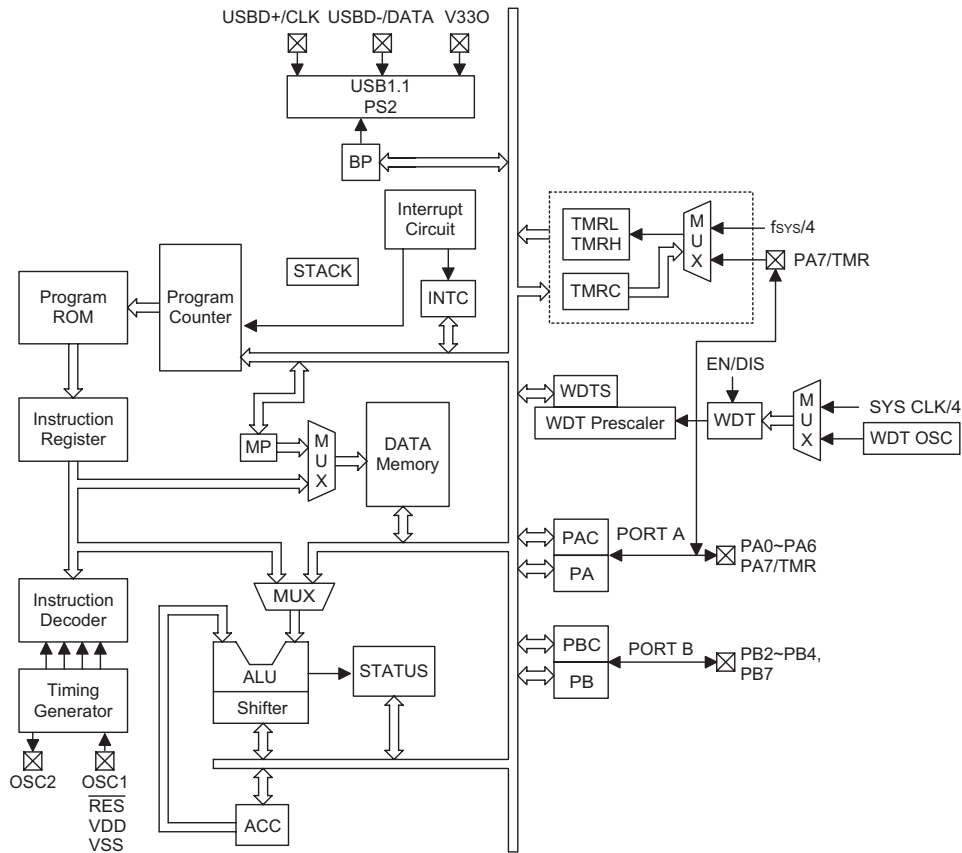 USBD+/CLK USBD-/DATA V33O
USB1.1
PS2
BP
Interrupt
Circuit
STACK
INTC
Program
ROM
Program
Counter
TMRL
TMRH
TMRC
MUX
fSYS/4
PA7/TMR
EN/DIS
WDTS
WDT Prescaler
WDT
MUX
SYS CLK/4
WDT OSC
Instruction
Register
MP
MUX
DATA
Memory
PAC
PA
PORT A
PA0~PA6
PA7/TMR
MUX
Instruction
Decoder
ALU
Shifter
STATUS
PBC
PB
PORT B
PB2~PB4,
PB7
Timing
Generator
OSC2
OSC1
RES
VDD
VSS
ACC